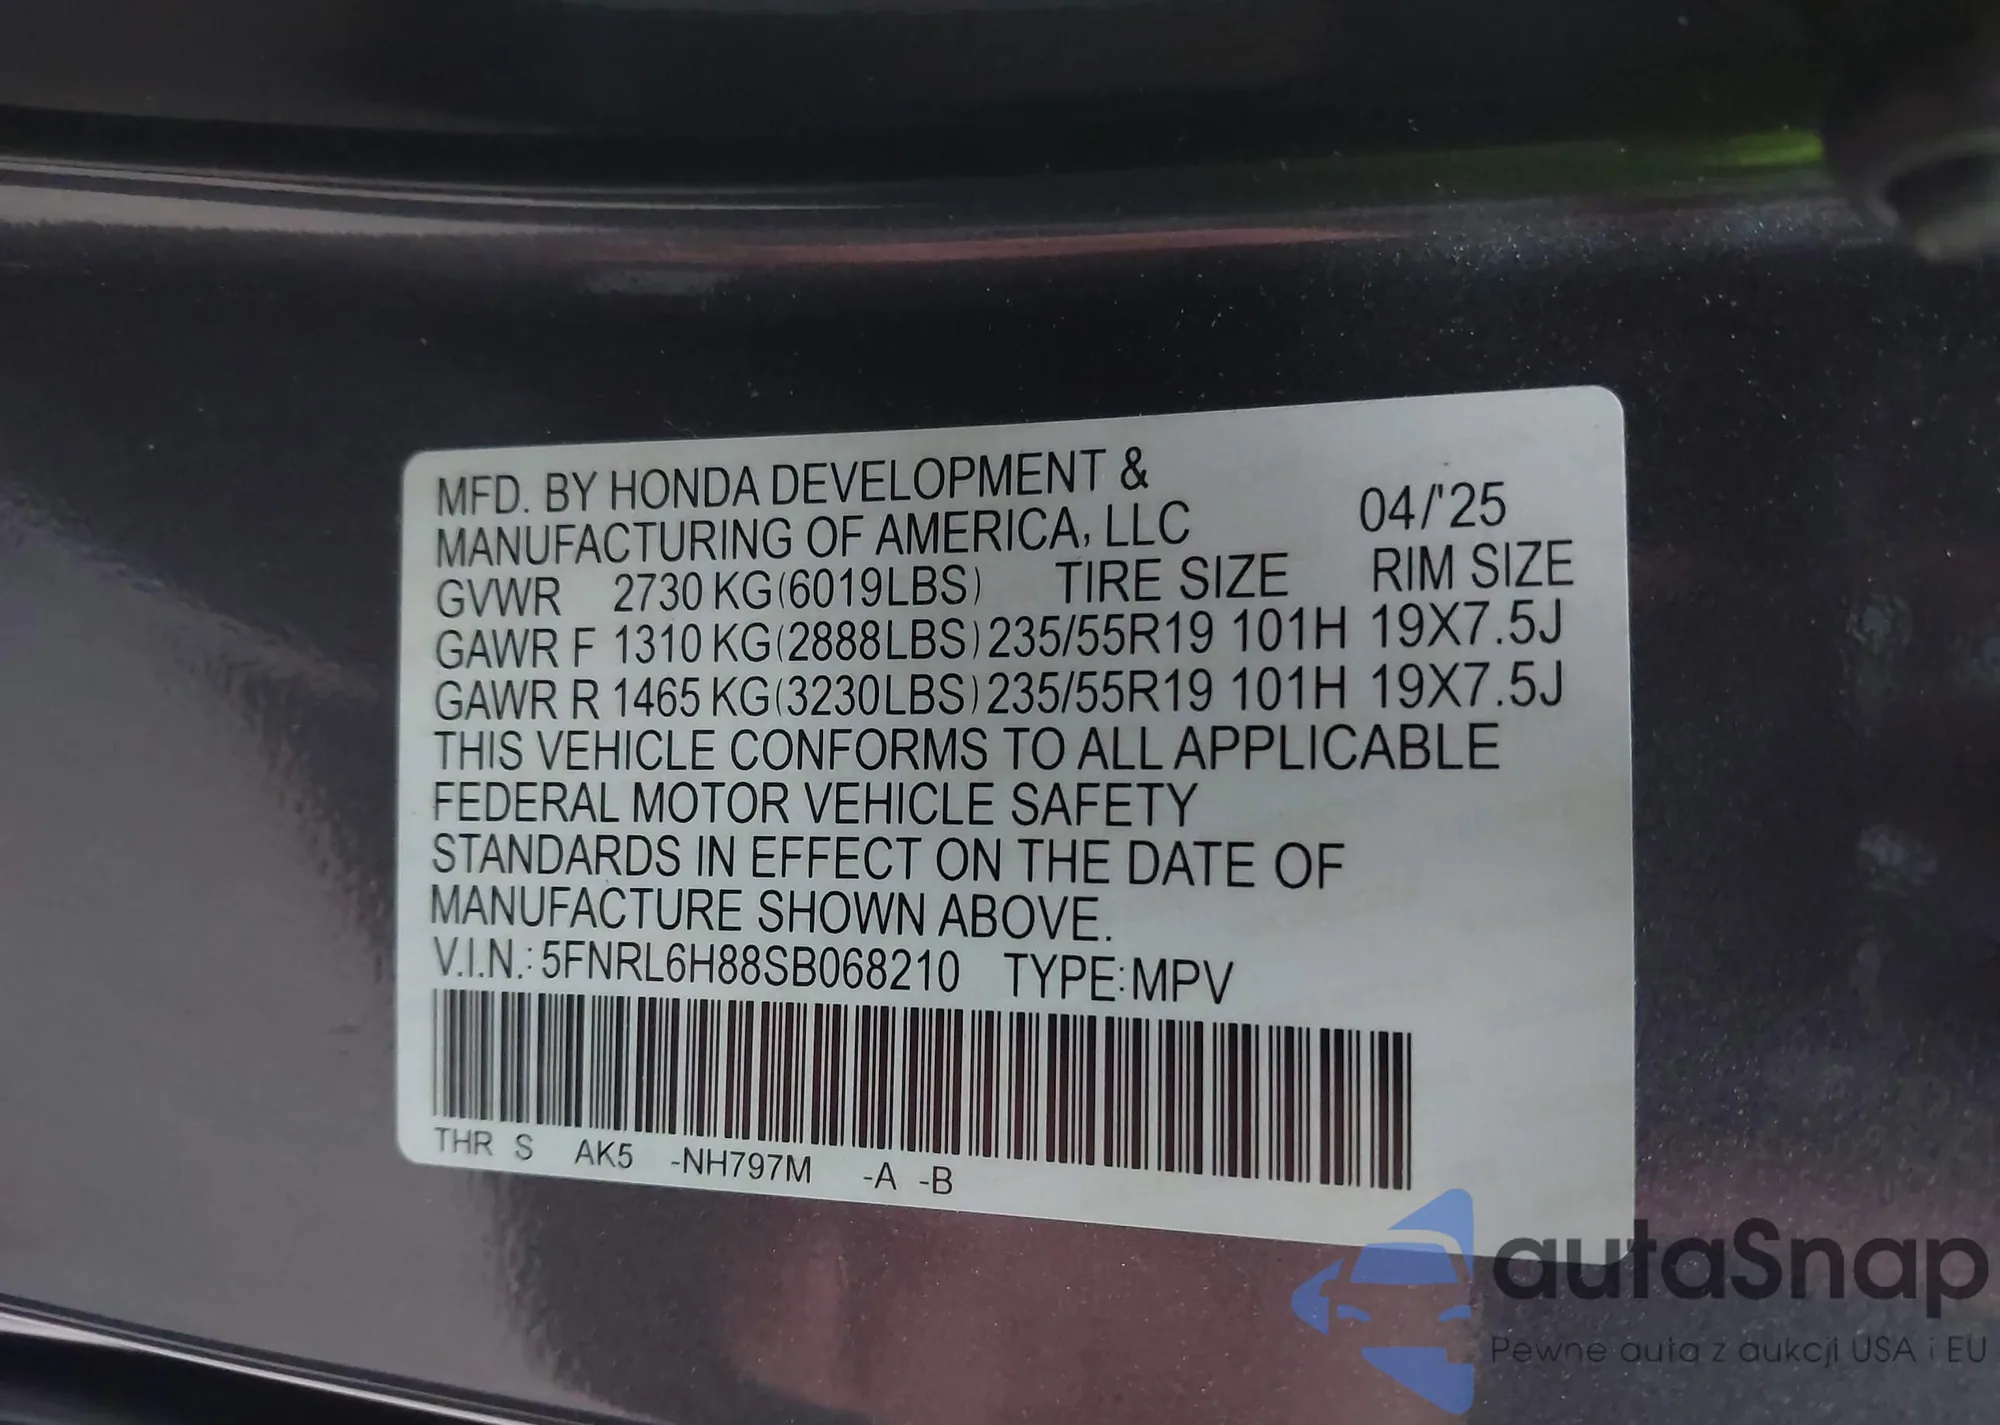 MFD. BY HONDA DEVELOPMENT &
MANUFACTURING OF AMERICA, LLC 04/'25
GVWR 2730 KG(6019LBS) TIRE SIZE RIM SIZE
GAWR F 1310 KG(2888LBS) 235/55R19 101H 19X7.5J
GAWR R 1465 KG(3230LBS) 235/55R19 101H 19X7.5J
THIS VEHICLE CONFORMS TO ALL APPLICABLE
FEDERAL MOTOR VEHICLE SAFETY
STANDARDS IN EFFECT ON THE DATE OF
MANUFACTURE SHOWN ABOVE.
V.I.N.: 5FNRL6H88SB068210 TYPE: MPV
THR S AK5 -NH797M -A -B
autaSnap
Pewne auta z aukcji USA i EU